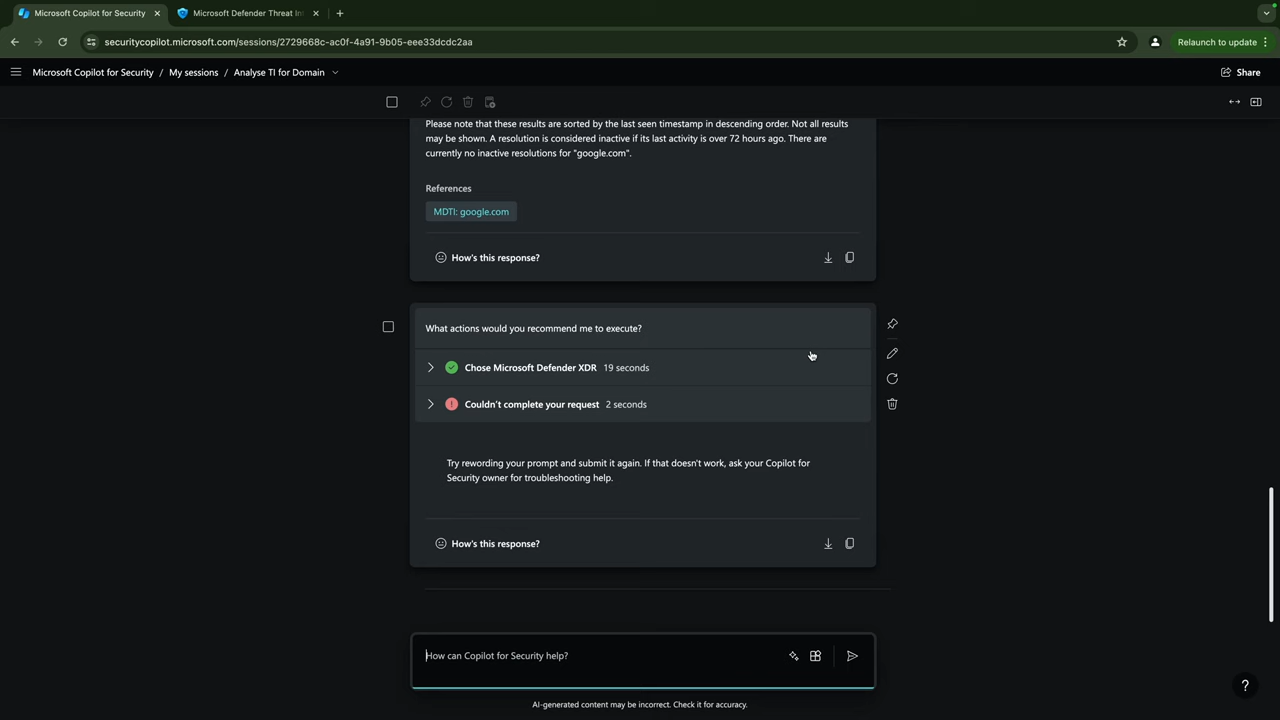 Microsoft Copilot for Security
Microsoft Defender Threat In
securitycopilot.microsoft.com/sessions/2729668c-ac0f-4a91-9b05-eee33dcdc2aa
Relaunch to update
Microsoft Copilot for Security / My sessions / Analyse TI for Domain
Share
Please note that these results are sorted by the last seen timestamp in descending order. Not all results
may be shown. A resolution is considered inactive if its last activity is over 72 hours ago. There are
currently no inactive resolutions for "google.com".
References
MDTI: google.com
How's this response?
What actions would you recommend me to execute?
Chose Microsoft Defender XDR 19 seconds
Couldn't complete your request 2 seconds
Try rewording your prompt and submit it again. If that doesn't work, ask your Copilot for
Security owner for troubleshooting help.
How's this response?
How can Copilot for Security help?
AI-generated content may be incorrect. Check it for accuracy.